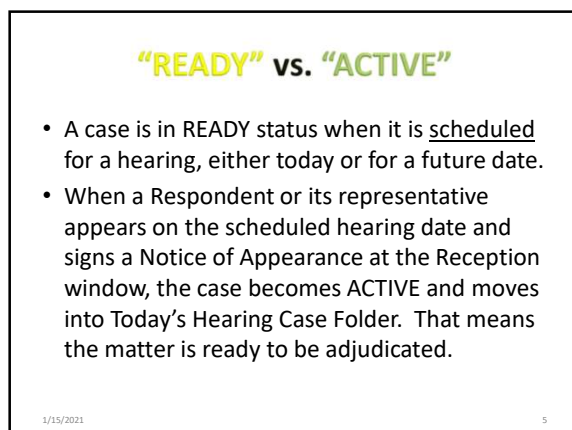 “READY” vs. “ACTIVE”
• A case is in READY status when it is scheduled
for a hearing, either today or for a future date.
• When a Respondent or its representative
appears on the scheduled hearing date and
signs a Notice of Appearance at the Reception
window, the case becomes ACTIVE and moves
into Today’s Hearing Case Folder.  That means
the matter is ready to be adjudicated.
1/15/2021
5